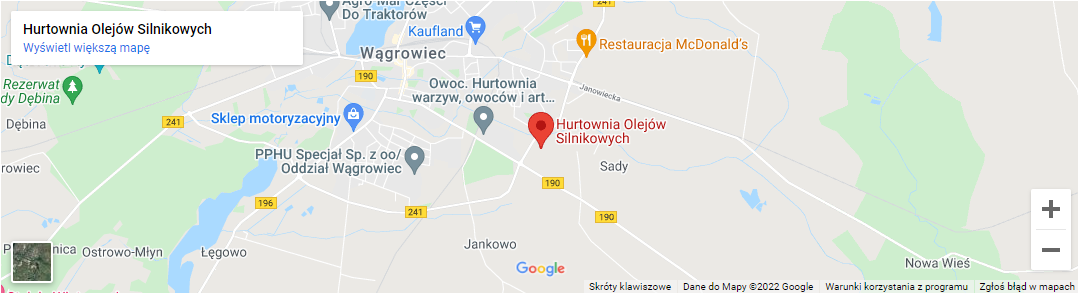 Hurtownia Olejów Silnikowych
Wyświetl większą mapę
Do Traktorów
Kaufland
Restauracja McDonald's
Wągrowiec
241
190
Rezerwat
dy Dębina
Owoc. Hurtownia
warzyw, owoców i art...
Janowiecka
Dębina
241
Sklep motoryzacyjny
Hurtownia Olejów
Silnikowych
PPHU Specjał Sp. z oo/
Oddział Wągrowiec
Sady
owiec
190
196
241
190
Jankowo
Ostrowo-Młyn
Łęgowo
Nowa Wieś
Google
Skróty klawiszowe
Dane do Mapy ©2022 Google
Warunki korzystania z programu
Zgłoś błąd w mapach